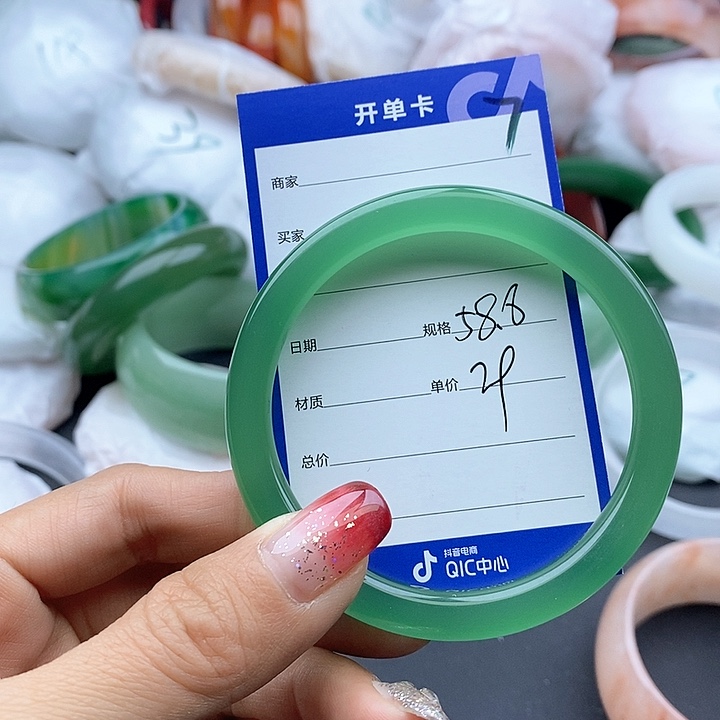 开单卡
7
商家
买家
日期 规格 58.8
材质 单价 24
总价
抖音电商
QIC中心